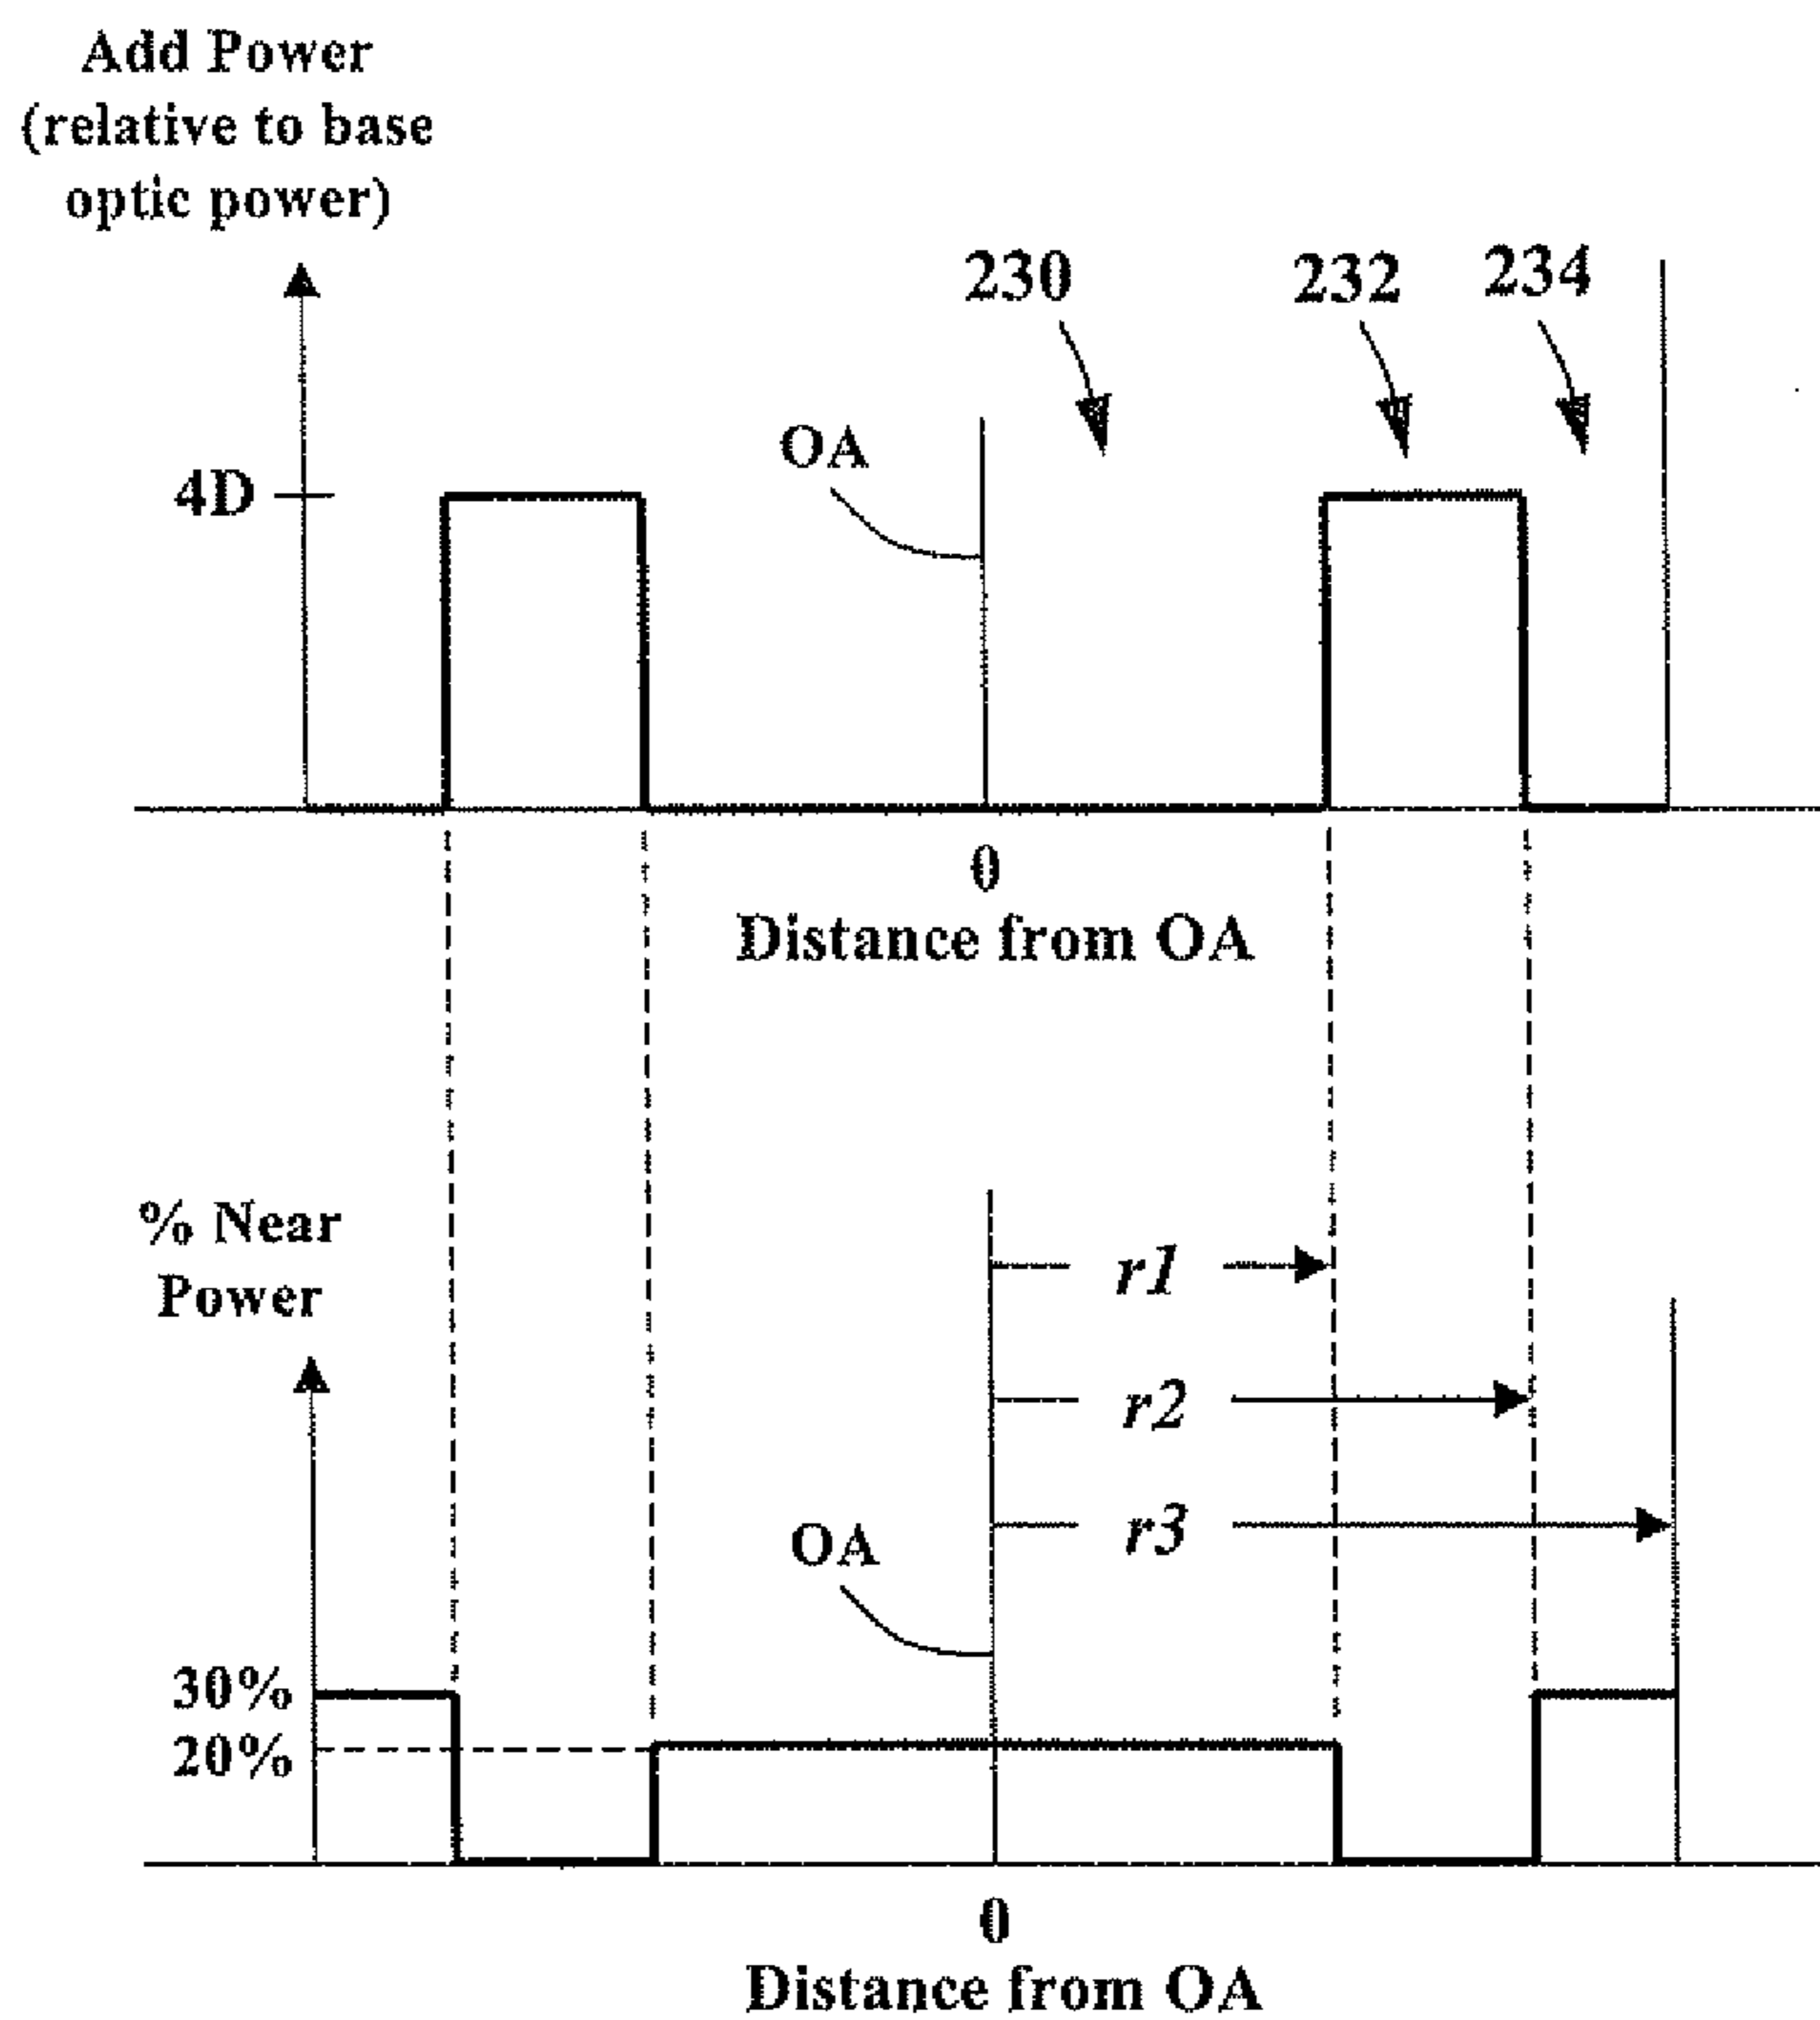 Add Power
(relative to base
optic power)
230
232
234
OA
4D
0
Distance from OA
% Near
Power
r1
r2
r3
OA
30%
20%
0
Distance from OA